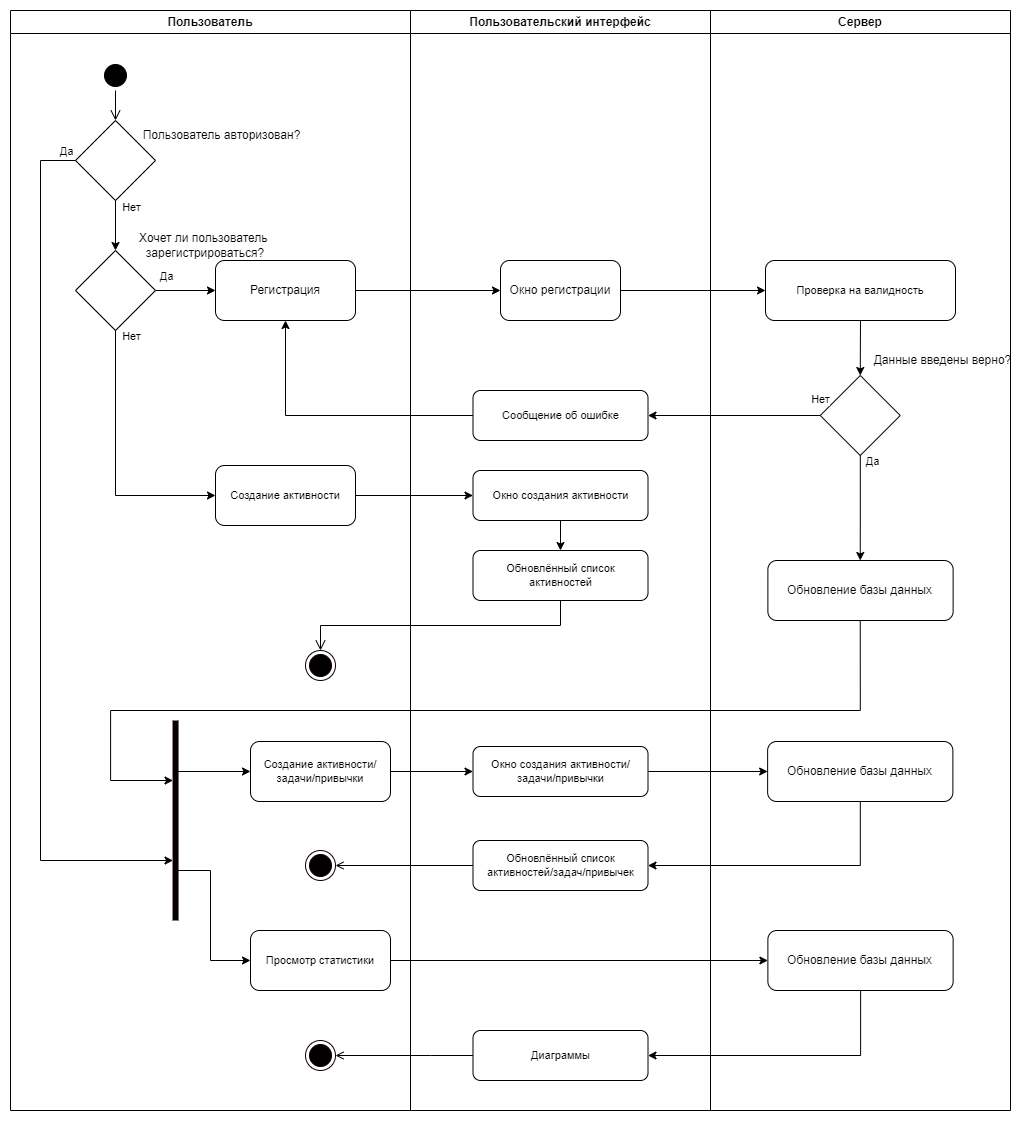 Пользователь
Пользовательский интерфейс
Сервер
Пользователь авторизован?
Да
Нет
Хочет ли пользователь
зарегистрироваться?
Да
Регистрация
Окно регистрации
Проверка на валидность
Нет
Данные введены верно?
Нет
Сообщение об ошибке
Да
Создание активности
Окно создания активности
Обновлённый список
активностей
Обновление базы данных
Создание активности/
задачи/привычки
Окно создания активности/
задачи/привычки
Обновление базы данных
Обновлённый список
активностей/задач/привычек
Просмотр статистики
Обновление базы данных
Диаграммы